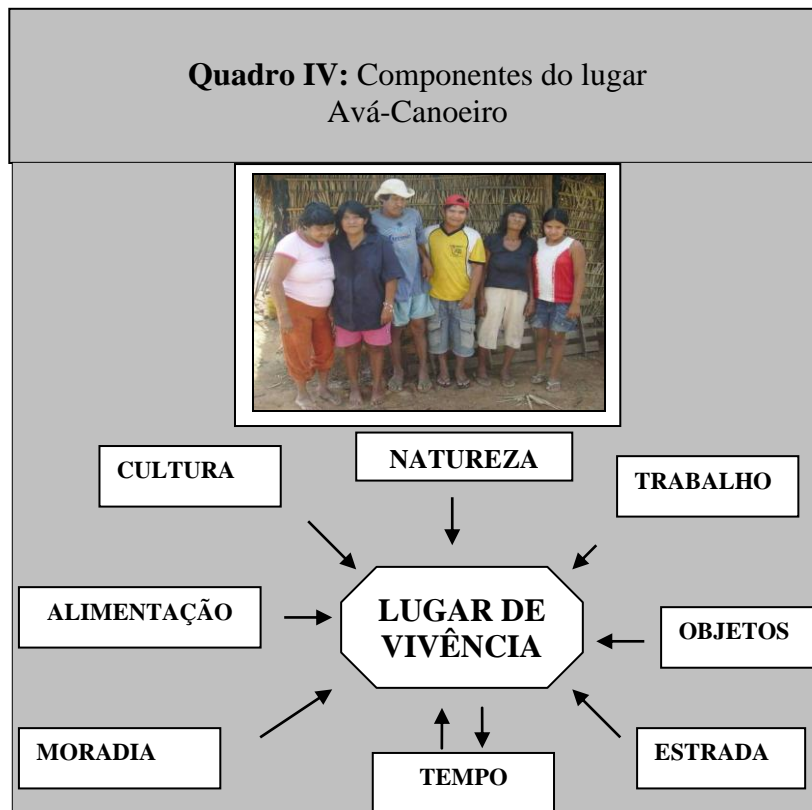 Quadro IV: Componentes do lugar
Avá-Canoeiro
CULTURA
NATUREZA
TRABALHO
ALIMENTAÇÃO
LUGAR DE
VIVÊNCIA
OBJETOS
MORADIA
TEMPO
ESTRADA